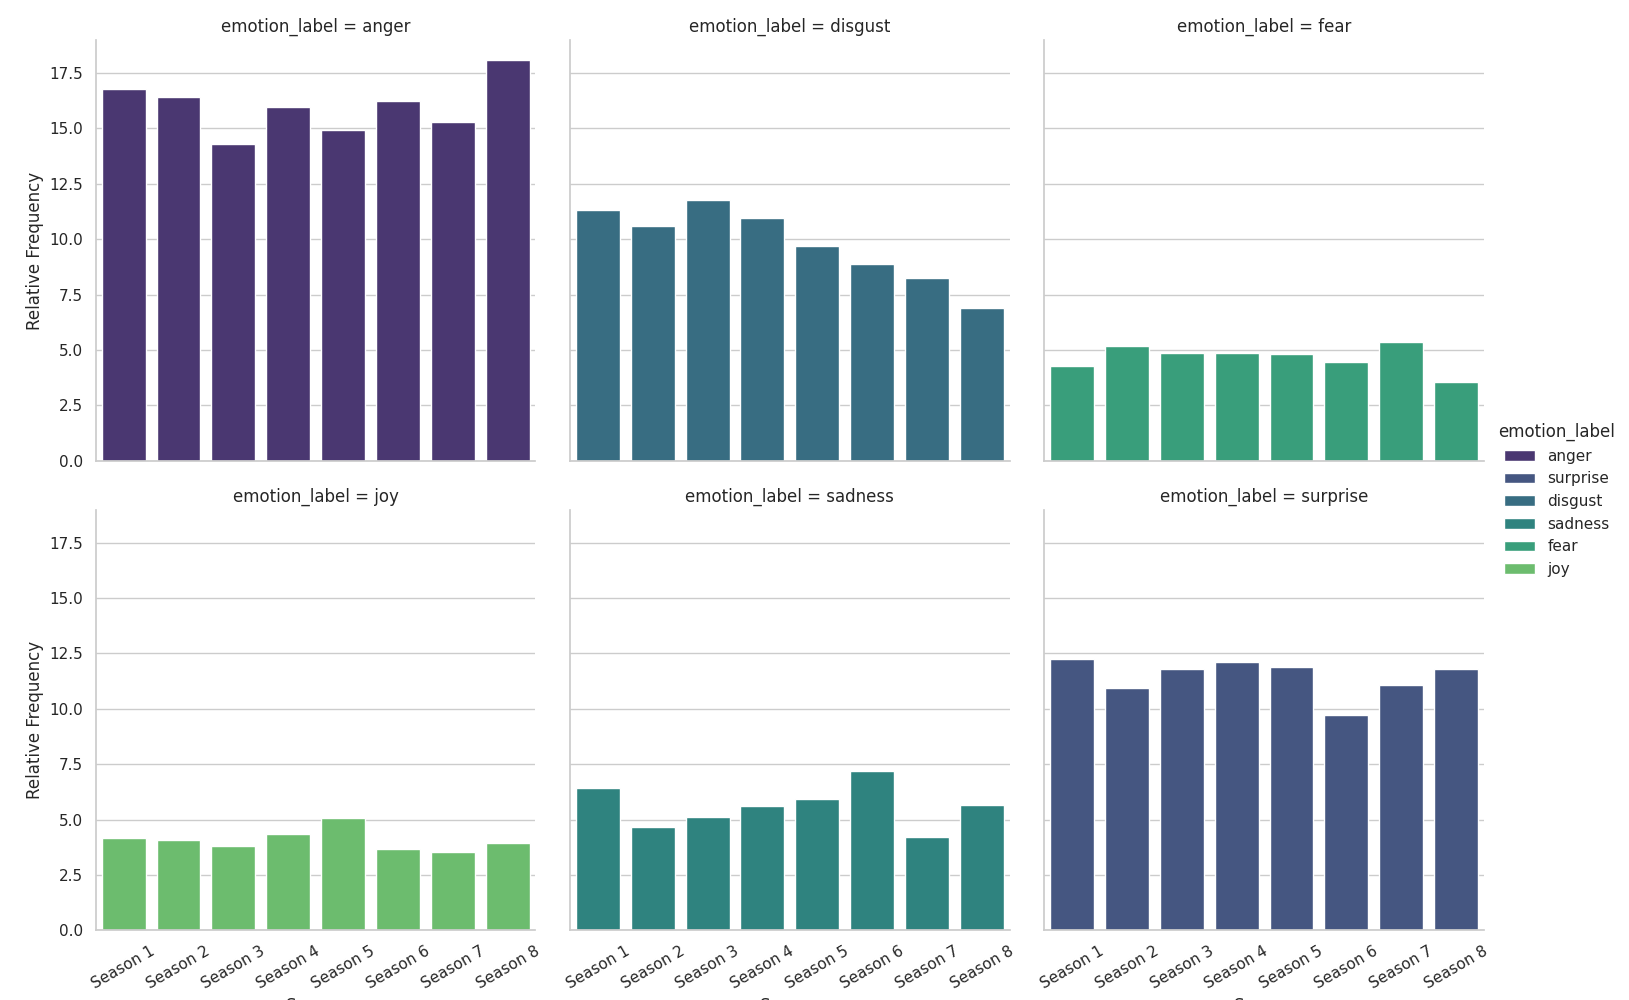 emotion_label = anger
emotion_label = disgust
emotion_label = fear
17.5
15.0
12.5
10.0
7.5
5.0
2.5
0.0
Relative Frequency
emotion_label = joy
emotion_label = sadness
emotion_label = surprise
17.5
15.0
12.5
10.0
7.5
5.0
2.5
0.0
Relative Frequency
Season 1
Season 2
Season 3
Season 4
Season 5
Season 6
Season 7
Season 8
Season 1
Season 2
Season 3
Season 4
Season 5
Season 6
Season 7
Season 8
Season 1
Season 2
Season 3
Season 4
Season 5
Season 6
Season 7
Season 8
emotion_label
anger
surprise
disgust
sadness
fear
joy